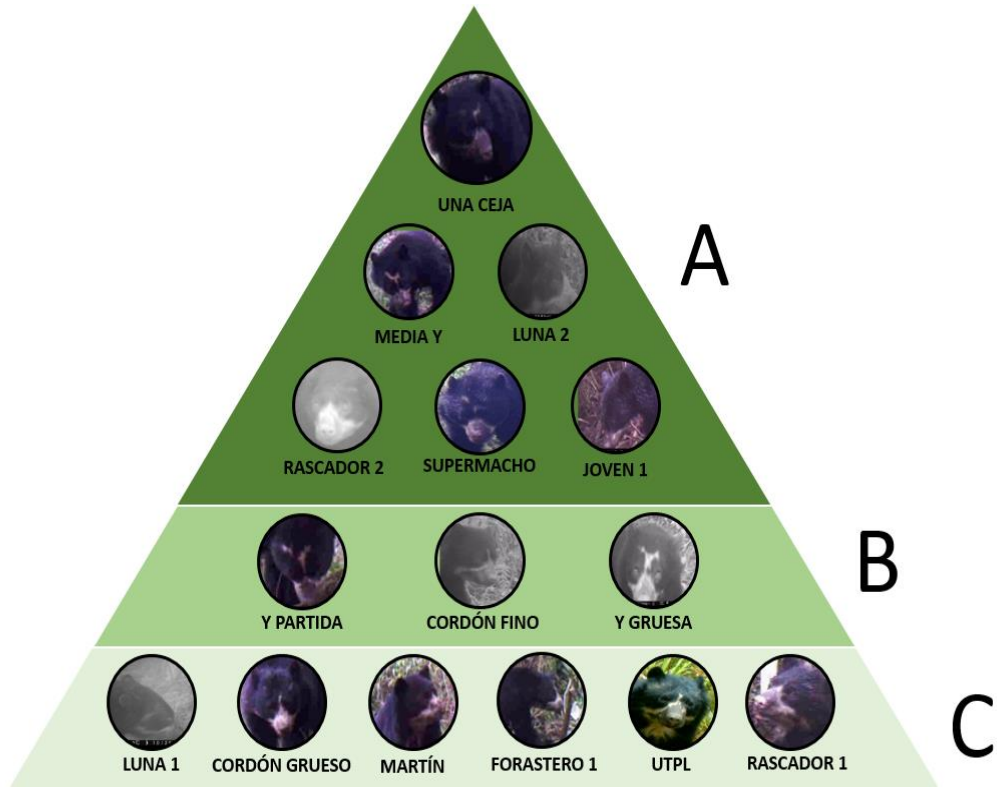 UNA CEJA
A
MEDIA Y LUNA 2
RASCADOR 2 SUPERMACHO JOVEN 1
B
Y PARTIDA CORDÓN FINO Y GRUESA
C
LUNA 1 CORDÓN GRUESO MARTÍN FORASTERO 1 UTPL RASCADOR 1